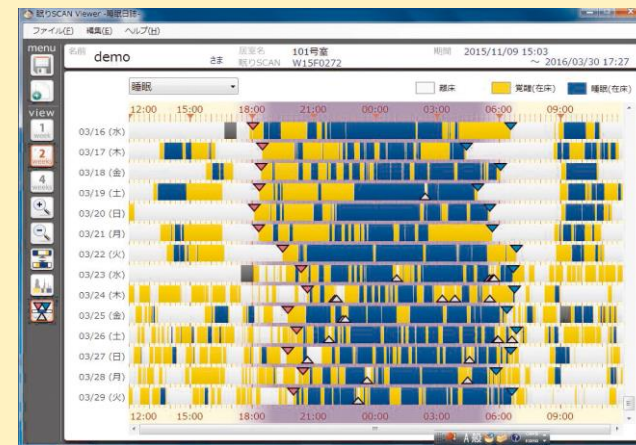 眠りSCAN Viewer -睡眠日誌-
ファイル(F) 編集(E) ヘルプ(H)
menu
名前 demo さま
居室名 101号室
眠りSCAN W15F0272
期間 2015/11/09 15:03
～ 2016/03/30 17:27
睡眠
離床 覚醒(在床) 睡眠(在床)
view
1 week
2 weeks
4 weeks
12:00 15:00 18:00 21:00 00:00 03:00 06:00 09:00
03/16 (水)
03/17 (木)
03/18 (金)
03/19 (土)
03/20 (日)
03/21 (月)
03/22 (火)
03/23 (水)
03/24 (木)
03/25 (金)
03/26 (土)
03/27 (日)
03/28 (月)
03/29 (火)
12:00 15:00 18:00 21:00 00:00 03:00 06:00 09:00
A 般